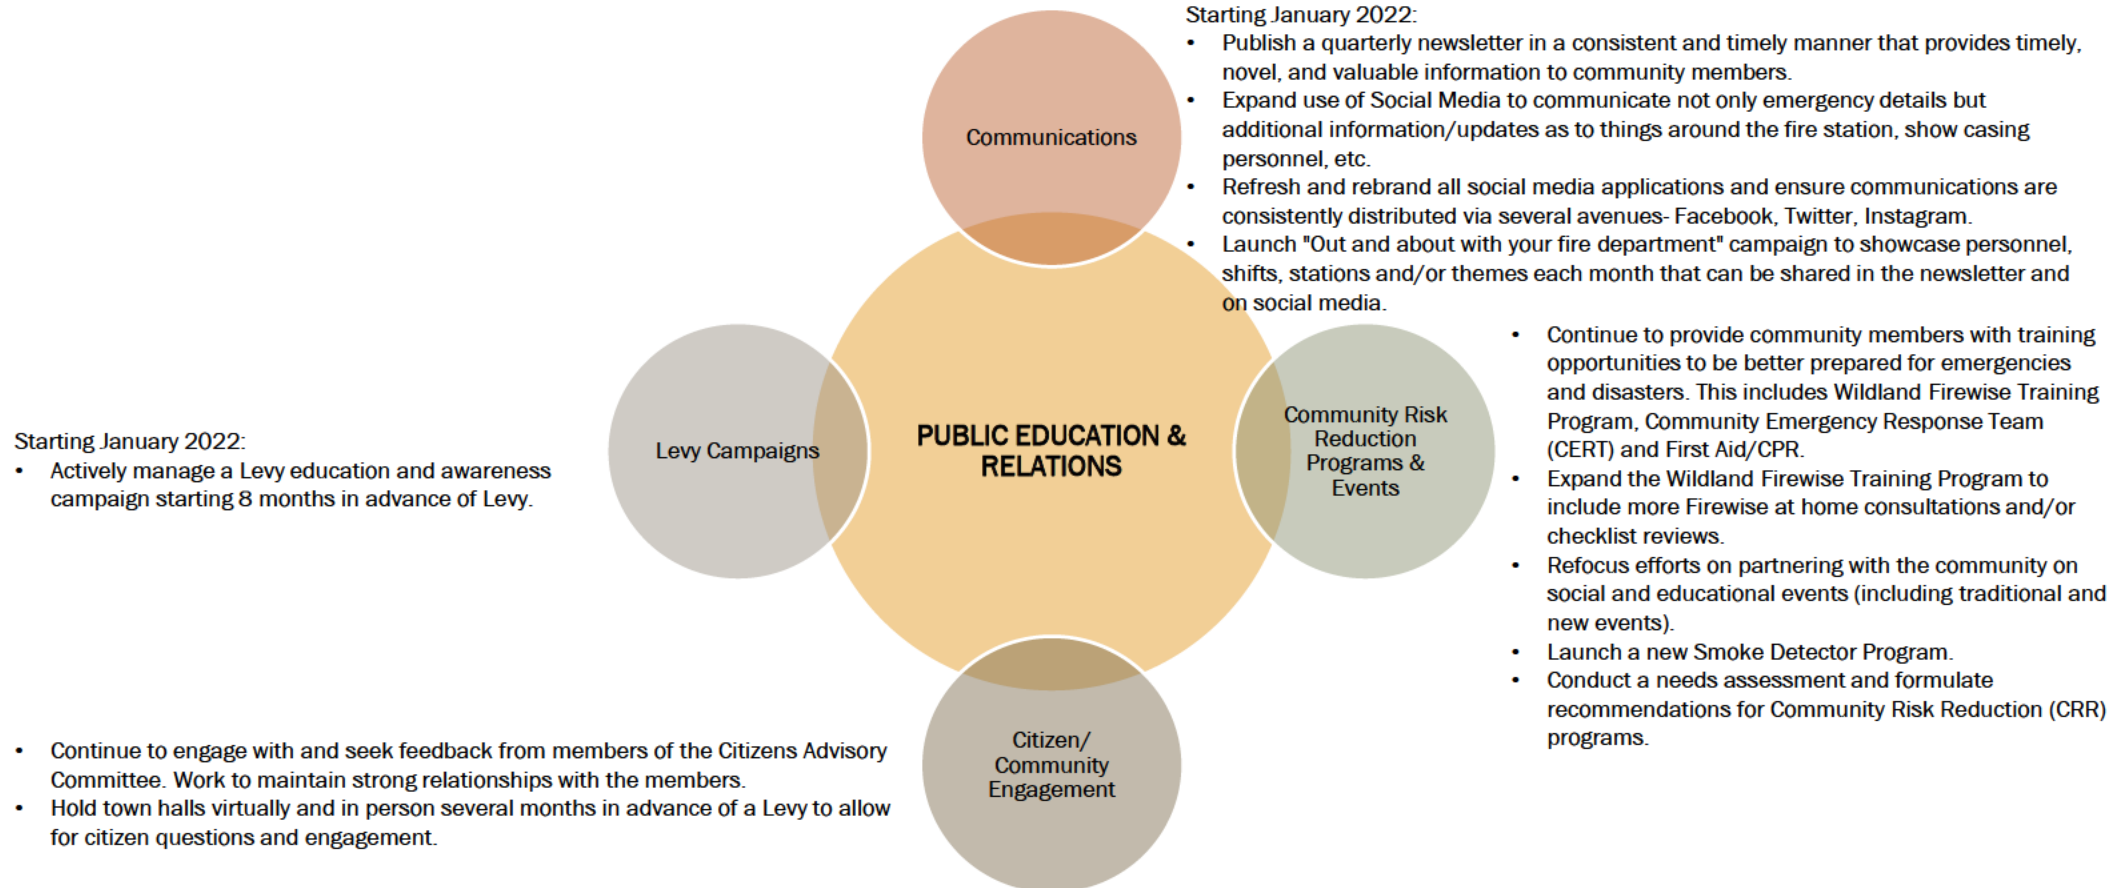 Starting January 2022:
• Publish a quarterly newsletter in a consistent and timely manner that provides timely,
novel, and valuable information to community members.
• Expand use of Social Media to communicate not only emergency details but
additional information/updates as to things around the fire station, show casing
personnel, etc.
• Refresh and rebrand all social media applications and ensure communications are
consistently distributed via several avenues- Facebook, Twitter, Instagram.
• Launch "Out and about with your fire department" campaign to showcase personnel,
shifts, stations and/or themes each month that can be shared in the newsletter and
on social media.
Communications
• Continue to provide community members with training
opportunities to be better prepared for emergencies
and disasters. This includes Wildland Firewise Training
Program, Community Emergency Response Team
(CERT) and First Aid/CPR.
• Expand the Wildland Firewise Training Program to
include more Firewise at home consultations and/or
checklist reviews.
• Refocus efforts on partnering with the community on
social and educational events (including traditional and
new events).
• Launch a new Smoke Detector Program.
• Conduct a needs assessment and formulate
recommendations for Community Risk Reduction (CRR)
programs.
Community Risk
Reduction
Programs &
Events
PUBLIC EDUCATION &
RELATIONS
Levy Campaigns
Starting January 2022:
• Actively manage a Levy education and awareness
campaign starting 8 months in advance of Levy.
Citizen/
Community
Engagement
• Continue to engage with and seek feedback from members of the Citizens Advisory
Committee. Work to maintain strong relationships with the members.
• Hold town halls virtually and in person several months in advance of a Levy to allow
for citizen questions and engagement.